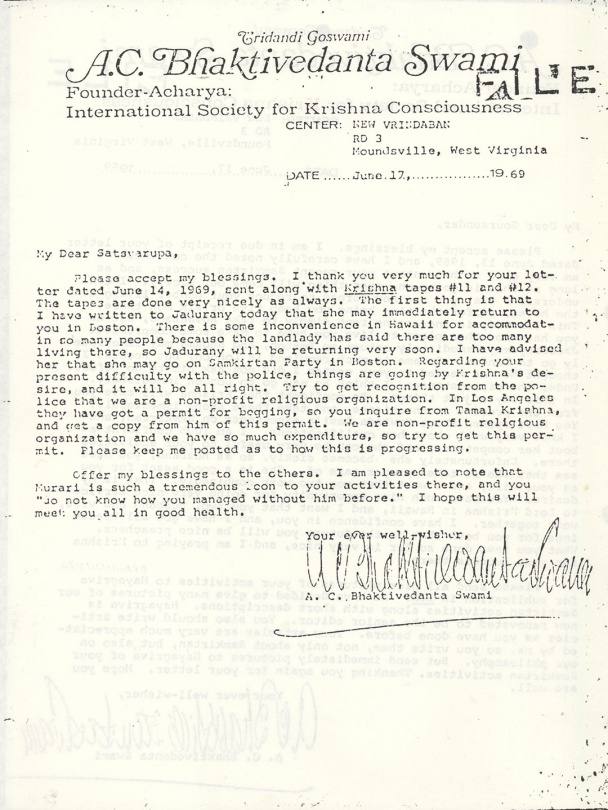 Tridandi Goswami
A.C. Bhaktivedanta Swami
FILE
Founder-Acharya:
International Society for Krishna Consciousness
CENTER: NEW VRINDABAN
RD 3
Moundsville, West Virginia
DATE ......June 17,..................19.69
My Dear Satsvarupa,
Please accept my blessings. I thank you very much for your let-
ter dated June 14, 1969, sent along with Krishna tapes #11 and #12.
The tapes are done very nicely as always. The first thing is that
I have written to Jadurany today that she may immediately return to
you in Boston. There is some inconvenience in Hawaii for accommodat-
in so many people because the landlady has said there are too many
living there, so Jadurany will be returning very soon. I have advised
her that she may go on Samkirtan Party in Boston. Regarding your
present difficulty with the police, things are going by Krishna's de-
sire, and it will be all right. Try to get recognition from the po-
lice that we are a non-profit religious organization. In Los Angeles
they have got a permit for begging, so you inquire from Tamal Krishna,
and get a copy from him of this permit. We are non-profit religious
organization and we have so much expenditure, so try to get this per-
mit. Please keep me posted as to how this is progressing.
Offer my blessings to the others. I am pleased to note that
Murari is such a tremendous icon to your activities there, and you
"do not know how you managed without him before." I hope this will
meet you all in good health.
Your ever well-wisher,
A C Bhaktivedanta Swami
A. C. Bhaktivedanta Swami